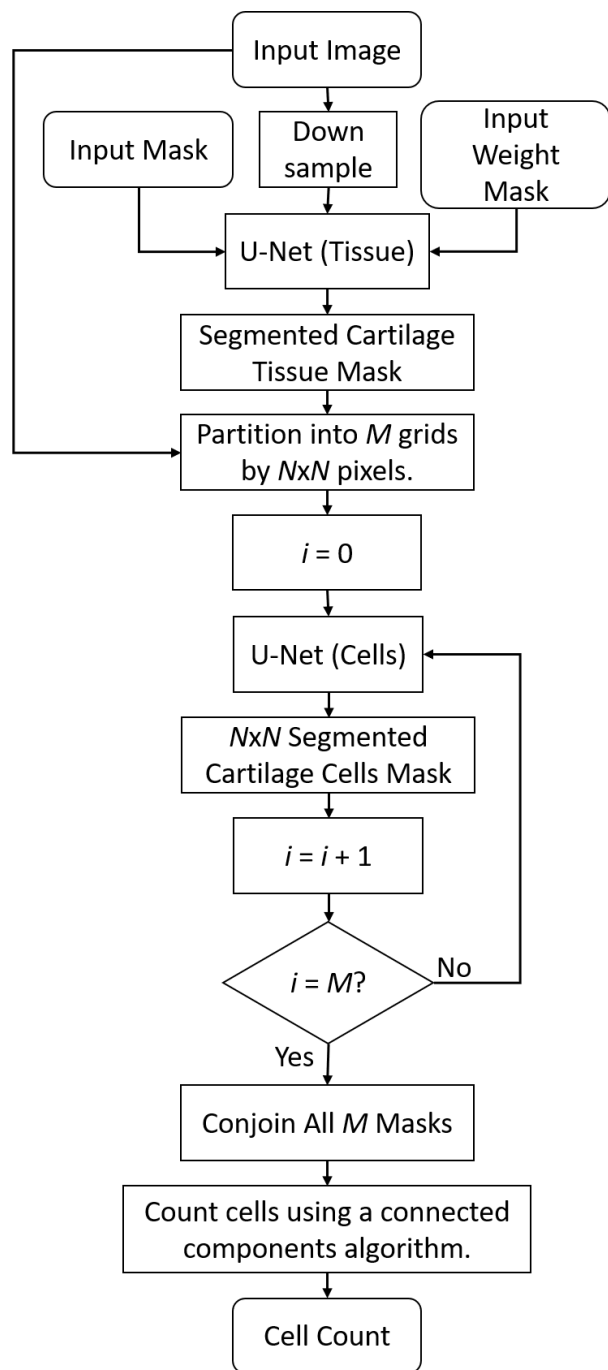 Input Image
Input Mask
Down
sample
Input
Weight
Mask
U-Net (Tissue)
Segmented Cartilage
Tissue Mask
Partition into M grids
by NxN pixels.
i = 0
U-Net (Cells)
NxN Segmented
Cartilage Cells Mask
i = i + 1
i = M?
No
Yes
Conjoin All M Masks
Count cells using a connected
components algorithm.
Cell Count